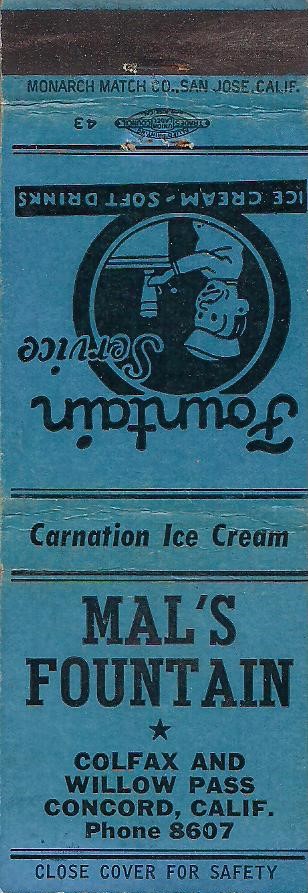 MONARCH MATCH CO., SAN JOSE, CALIF.
43
Fountain
Service
ICE CREAM - SOFT DRINKS
Carnation Ice Cream
MAL'S
FOUNTAIN
COLFAX AND
WILLOW PASS
CONCORD, CALIF.
Phone 8607
CLOSE COVER FOR SAFETY